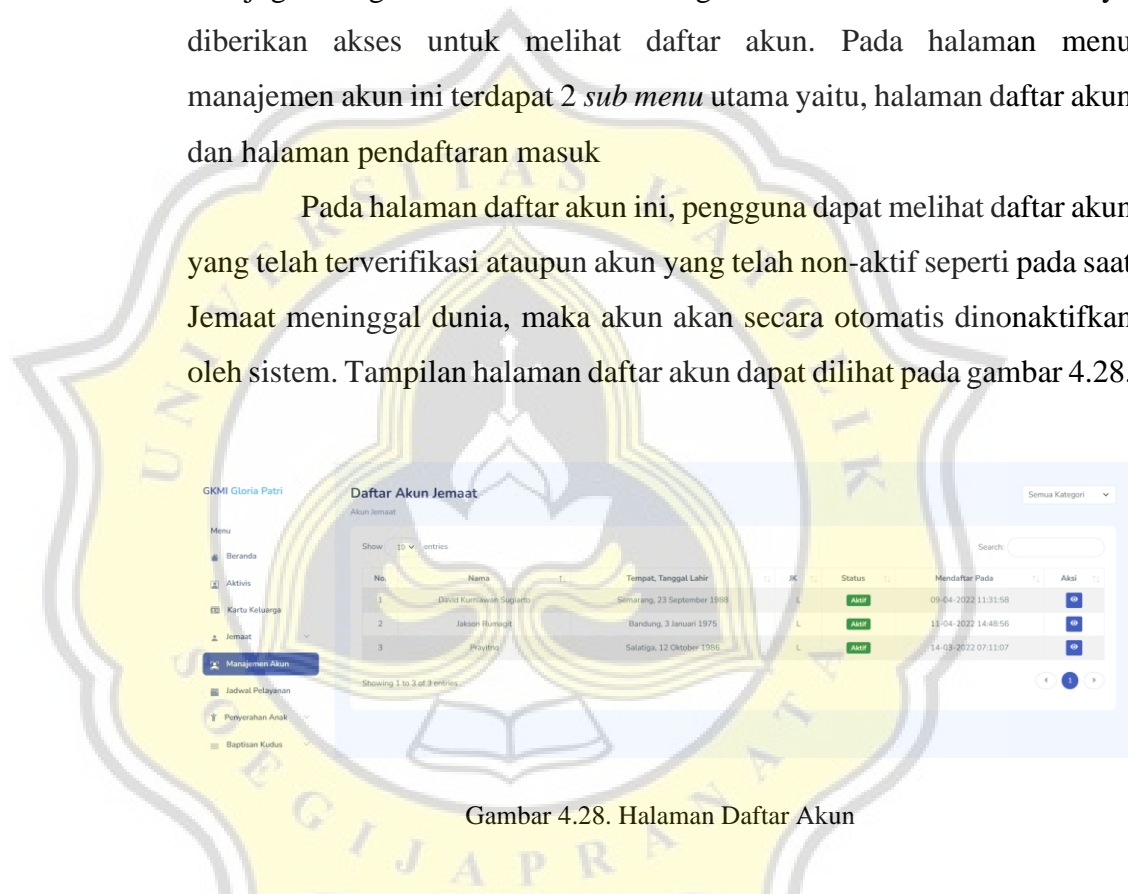 diberikan akses untuk melihat daftar akun. Pada halaman menu
manajemen akun ini terdapat 2 sub menu utama yaitu, halaman daftar akun
dan halaman pendaftaran masuk
Pada halaman daftar akun ini, pengguna dapat melihat daftar akun
yang telah terverifikasi ataupun akun yang telah non-aktif seperti pada saat
Jemaat meninggal dunia, maka akun akan secara otomatis dinonaktifkan
oleh sistem. Tampilan halaman daftar akun dapat dilihat pada gambar 4.28.
UNIVERSITAS KATOLIK
SOEGIJAPRANATA
GKMI Gloria Patri
Menu
Beranda
Aktivis
Kartu Keluarga
Jemaat
Manajemen Akun
Jadwal Pelayanan
Penyerahan Anak
Baptisan Kudus
Daftar Akun Jemaat
Semua Kategori
Akun Jemaat
Show 10 entries
Search:
No. Nama Tempat, Tanggal Lahir JK Status Mendaftar Pada Aksi
1 David Kurniawan Sugiarto Semarang, 23 September 1988 L Aktif 09-04-2022 11:31:58
2 Jakson Rumagit Bandung, 3 Januari 1975 L Aktif 11-04-2022 14:48:56
3 Prayitno Salatiga, 12 Oktober 1986 L Aktif 14-03-2022 07:11:07
Showing 1 to 3 of 3 entries
1
Gambar 4.28. Halaman Daftar Akun